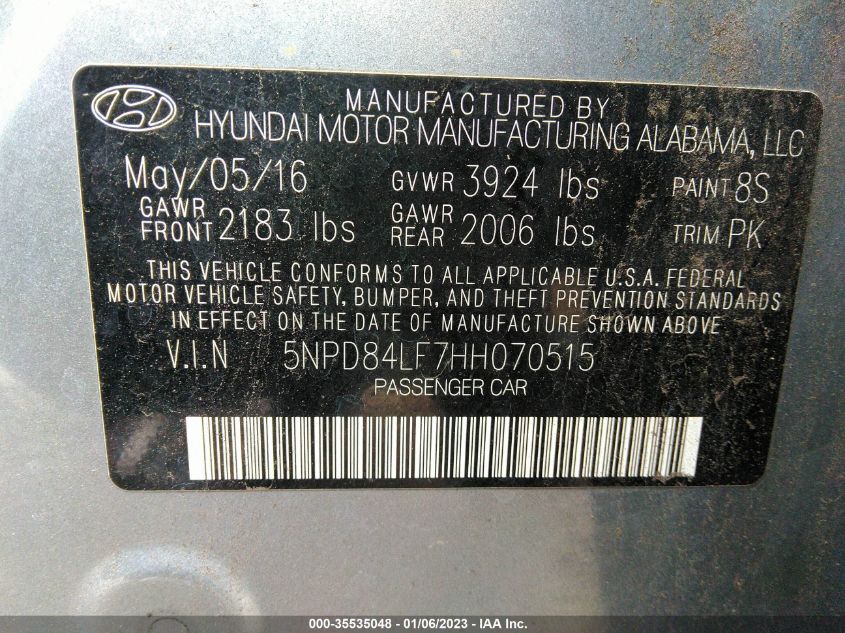 MANUFACTURED BY
HYUNDAI MOTOR MANUFACTURING ALABAMA, LLC
May/05/16 GVWR 3924 lbs PAINT 8S
GAWR FRONT 2183 lbs GAWR REAR 2006 lbs TRIM PK
THIS VEHICLE CONFORMS TO ALL APPLICABLE U.S.A. FEDERAL
MOTOR VEHICLE SAFETY, BUMPER, AND THEFT PREVENTION STANDARDS
IN EFFECT ON THE DATE OF MANUFACTURE SHOWN ABOVE
V.I.N 5NPD84LF7HH070515
PASSENGER CAR
000-35535048 - 01/06/2023 - IAA Inc.